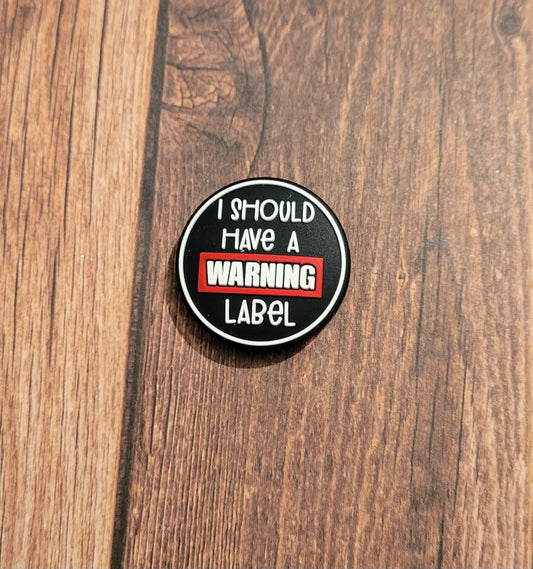 I SHOULD
HAVE A
WARNING
LABEL